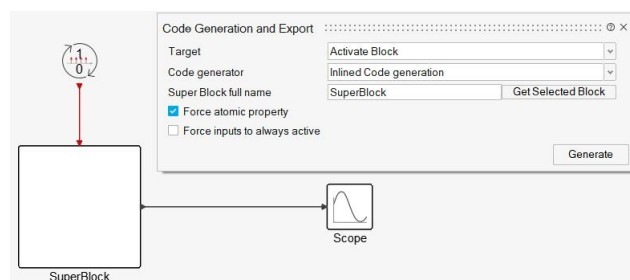 Code Generation and Export
Target Activate Block
Code generator Inlined Code generation
Super Block full name SuperBlock Get Selected Block
Force atomic property
Force inputs to always active
Generate
1
0
Scope
SuperBlock